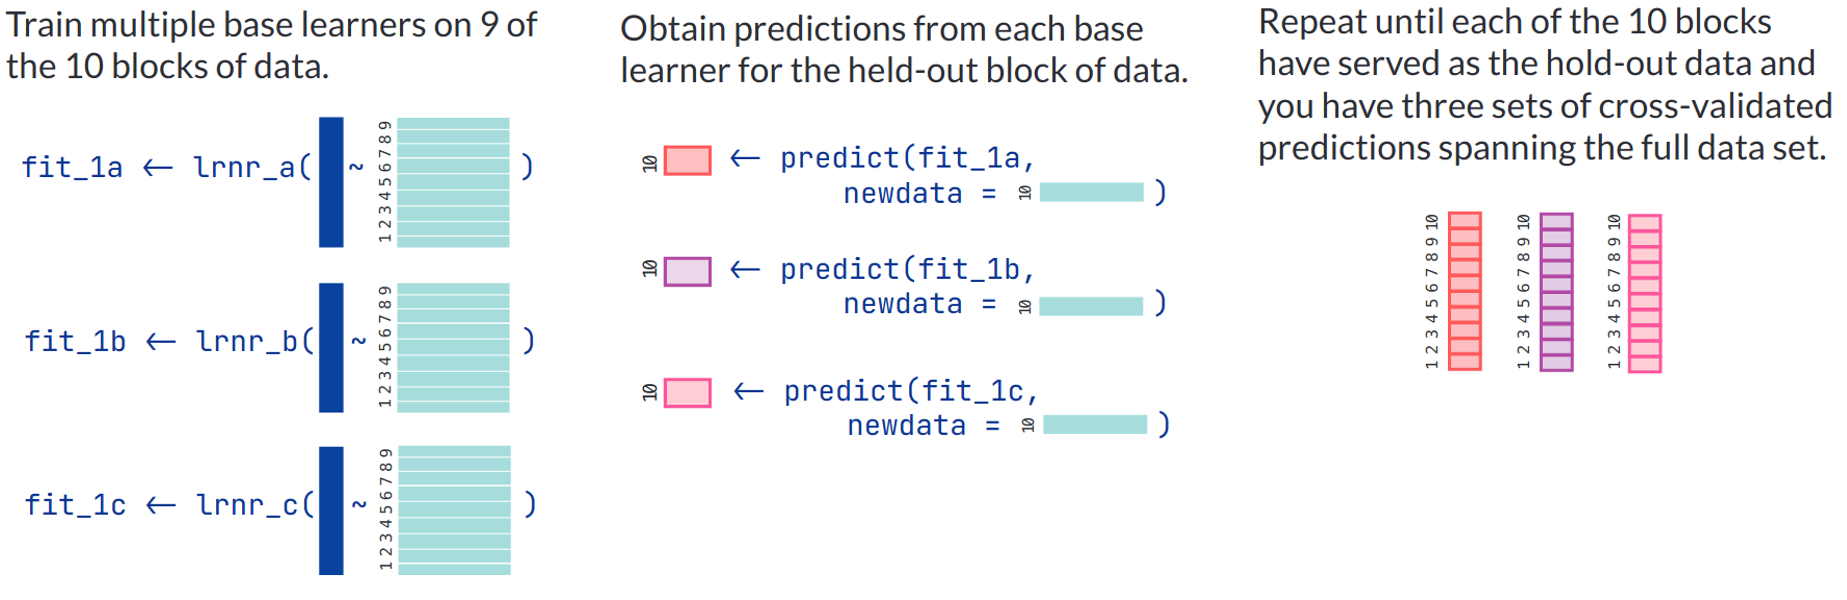 Train multiple base learners on 9 of
the 10 blocks of data.
fit_1a ← lrnr_a( ~ 1 2 3 4 5 6 7 8 9 )
fit_1b ← lrnr_b( ~ 1 2 3 4 5 6 7 8 9 )
fit_1c ← lrnr_c( ~ 1 2 3 4 5 6 7 8 9 )
Obtain predictions from each base
learner for the held-out block of data.
10 ← predict(fit_1a,
newdata = 10 )
10 ← predict(fit_1b,
newdata = 10 )
10 ← predict(fit_1c,
newdata = 10 )
Repeat until each of the 10 blocks
have served as the hold-out data and
you have three sets of cross-validated
predictions spanning the full data set.
1 2 3 4 5 6 7 8 9 10
1 2 3 4 5 6 7 8 9 10
1 2 3 4 5 6 7 8 9 10